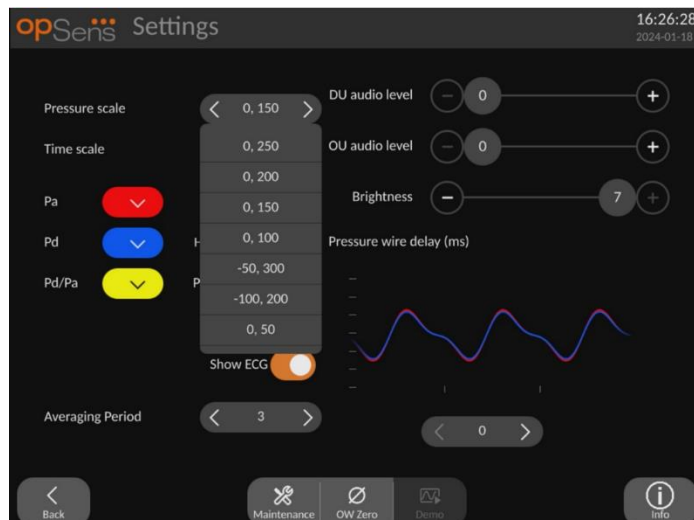 opSens Settings
16:26:28
2024-01-18
Pressure scale
0, 150
DU audio level
0
Time scale
0, 250
OU audio level
0
0, 200
Pa
0, 150
Brightness
7
Pd
0, 100
Pressure wire delay (ms)
-50, 300
Pd/Pa
-100, 200
0, 50
Show ECG
Averaging Period
3
0
Back
Maintenance
OW Zero
Demo
Info